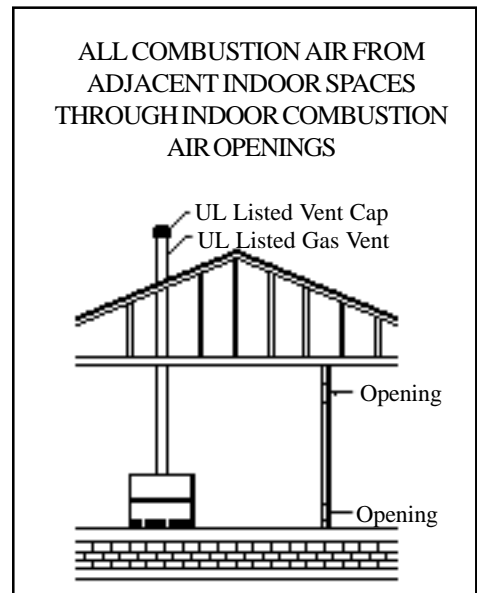 ALL COMBUSTION AIR FROM
ADJACENT INDOOR SPACES
THROUGH INDOOR COMBUSTION
AIR OPENINGS
UL Listed Vent Cap
UL Listed Gas Vent
Opening
Opening